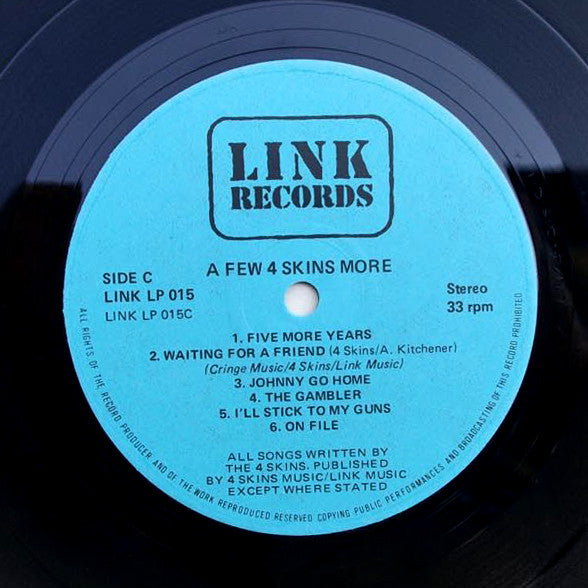 LINK
RECORDS
A FEW 4 SKINS MORE
SIDE C
LINK LP 015
LINK LP 015C
Stereo
33 rpm
1. FIVE MORE YEARS
2. WAITING FOR A FRIEND (4 Skins/A. Kitchener)
(Cringe Music/4 Skins/Link Music)
3. JOHNNY GO HOME
4. THE GAMBLER
5. I'LL STICK TO MY GUNS
6. ON FILE
ALL SONGS WRITTEN BY
THE 4 SKINS. PUBLISHED
BY 4 SKINS MUSIC/LINK MUSIC
EXCEPT WHERE STATED
ALL RIGHTS OF THE RECORD PRODUCER AND OF THE WORK REPRODUCED RESERVED COPYING PUBLIC PERFORMANCES AND BROADCASTING OF THIS RECORD PROHIBITED